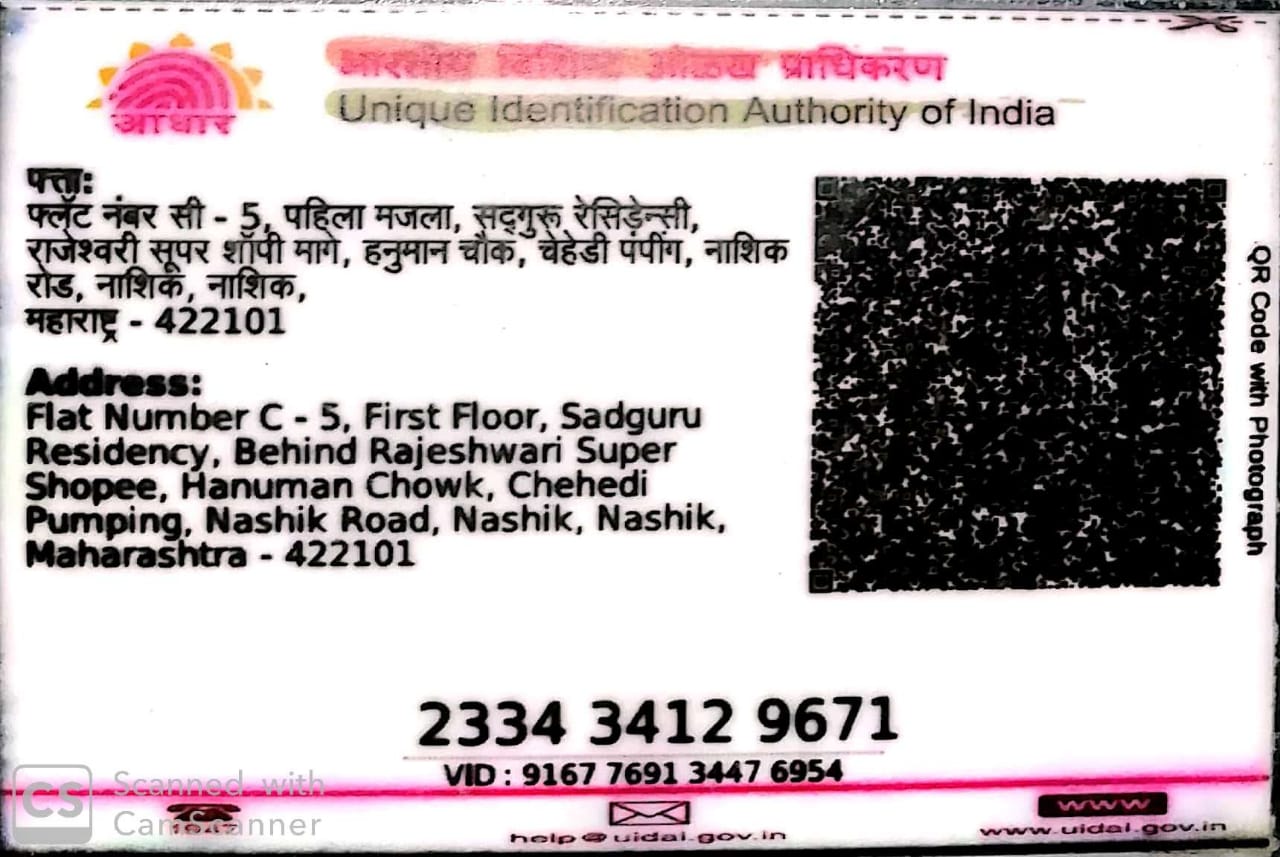 भारतीय विशिष्ट ओळख प्राधिकरण
Unique Identification Authority of India
आधार
पत्ता:
फ्लॅट नंबर सी - 5, पहिला मजला, सद्गुरू रेसिडेन्सी,
राजेश्वरी सूपर शॉपी मागे, हनुमान चौक, चेहेडी पंपींग, नाशिक
रोड, नाशिक, नाशिक,
महाराष्ट्र - 422101
Address:
Flat Number C - 5, First Floor, Sadguru
Residency, Behind Rajeshwari Super
Shopee, Hanuman Chowk, Chehedi
Pumping, Nashik Road, Nashik, Nashik,
Maharashtra - 422101
QR Code with Photograph
2334 3412 9671
VID : 9167 7691 3447 6954
CS Scanned with
CamScanner
1947
help@uidai.gov.in
www
www.uidai.gov.in